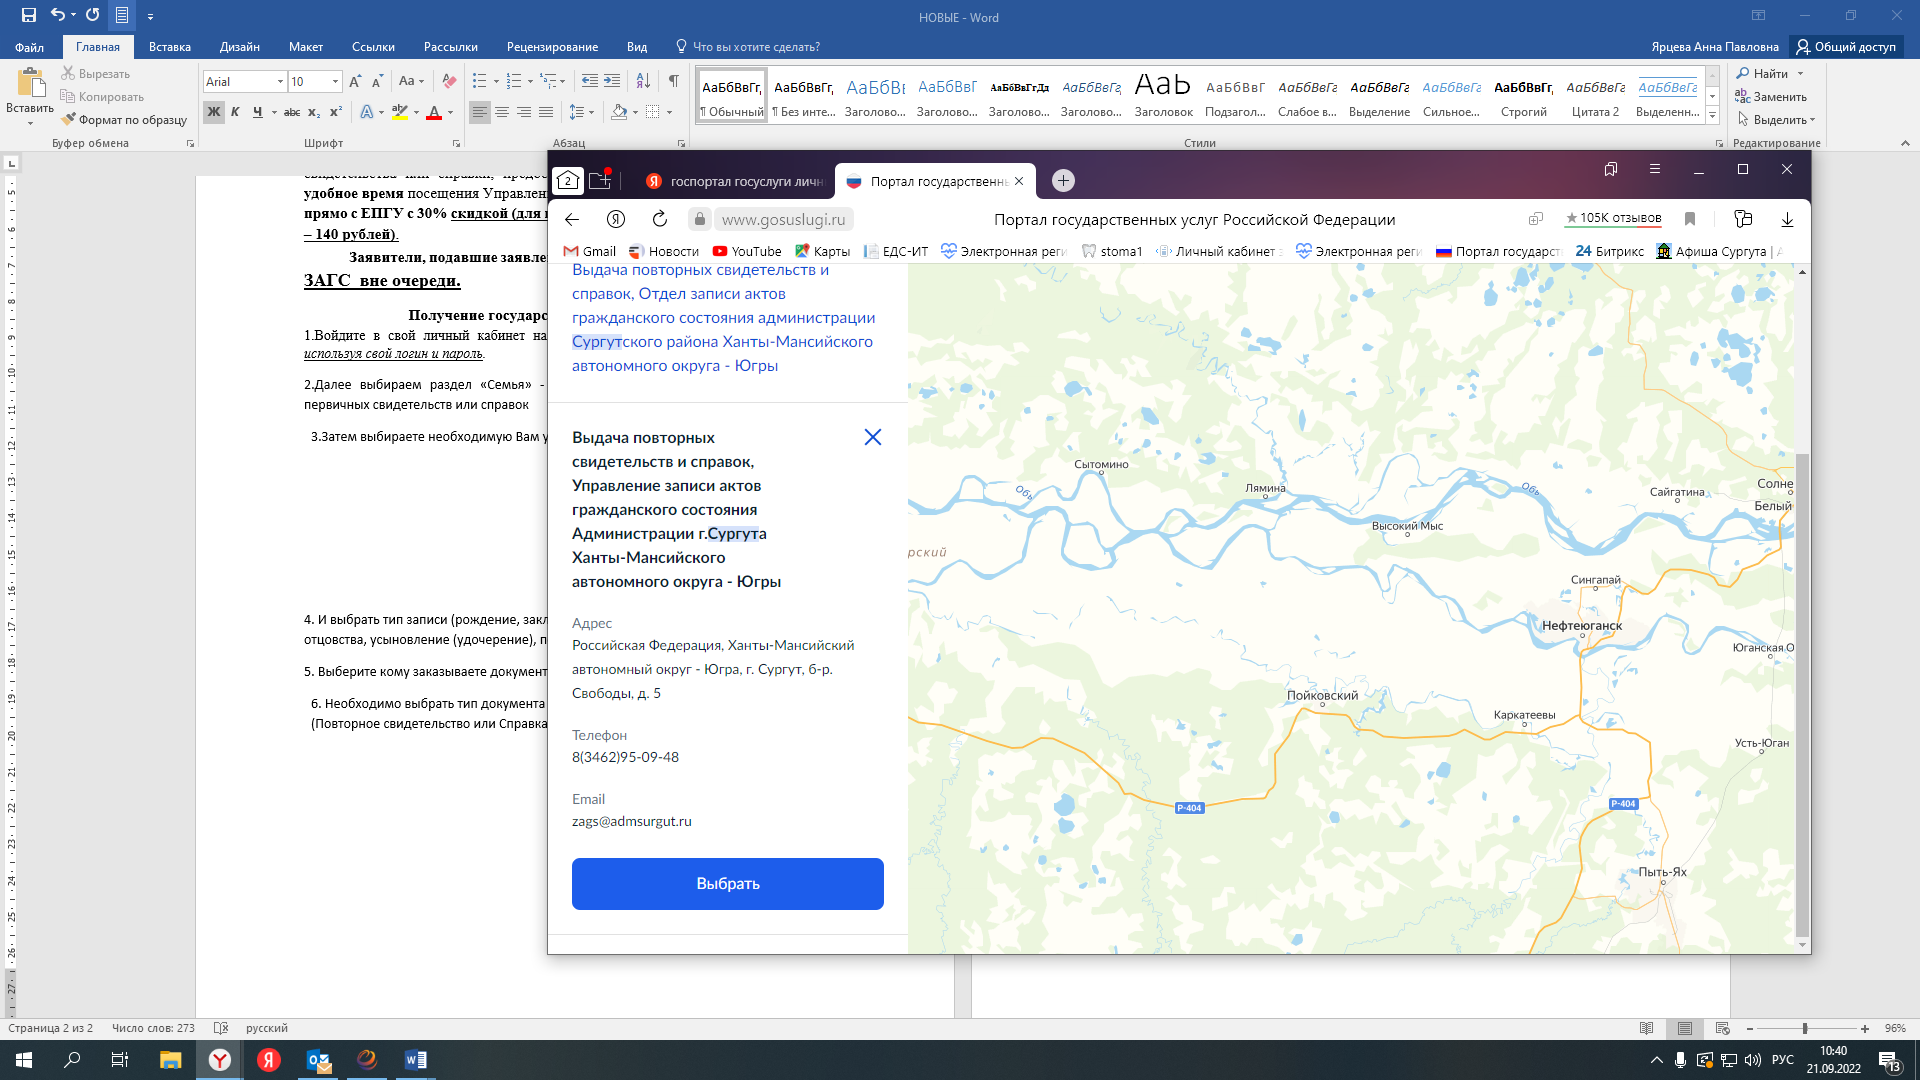 НОВЫЕ - Word
Файл Главная Вставка Дизайн Макет Ссылки Рассылки Рецензирование Вид Что вы хотите сделать? Ярцева Анна Павловна Общий доступ
Вставить
Вырезать
Копировать
Формат по образцу
Буфер обмена
Arial 10
Шрифт
Абзац
¶ Обычный ¶ Без инте... Заголово... Заголово... Заголово... Заголово... Заголовок Подзагол... Слабое в... Выделение Сильное... Строгий Цитата 2 Выделенн...
Стили
Найти
Заменить
Выделить
Редактирование
удобное время посещения Управлен
прямо с ЕПГУ с 30% скидкой (для
– 140 рублей).
Заявители, подавшие заявле
ЗАГС вне очереди.
Получение государс
1.Войдите в свой личный кабинет на
используя свой логин и пароль.
2.Далее выбираем раздел «Семья» -
первичных свидетельств или справок
3.Затем выбираете необходимую Вам у
4. И выбрать тип записи (рождение, закл
отцовства, усыновление (удочерение), п
5. Выберите кому заказываете документ
6. Необходимо выбрать тип документа
(Повторное свидетельство или Справка
2 госпортал госуслуги личн Портал государственнь
www.gosuslugi.ru Портал государственных услуг Российской Федерации 105К отзывов
Gmail Новости YouTube Карты ЕДС-ИТ Электронная реги stoma1 Личный кабинет Электронная реги Портал государст 24 Битрикс Афиша Сургута |
Выдача повторных свидетельств и
справок, Отдел записи актов
гражданского состояния администрации
Сургутского района Ханты-Мансийского
автономного округа - Югры
Выдача повторных
свидетельств и справок,
Управление записи актов
гражданского состояния
Администрации г.Сургута
Ханты-Мансийского
автономного округа - Югры
Адрес
Российская Федерация, Ханты-Мансийский
автономный округ - Югра, г. Сургут, б-р.
Свободы, д. 5
Телефон
8(3462)95-09-48
Email
zags@admsurgut.ru
Выбрать
Сытомино
Обь
Лямина
Обь
Сайгатина
Солне
Белый
Высокий Мыс
рский
Сингапай
Нефтеюганск
Юганская О
Пойковский
Каркатеевы
Усть-Юган
Р-404
Р-404
Пыть-Ях
Страница 2 из 2 Число слов: 273 русский 96%
РУС 10:40
21.09.2022
13